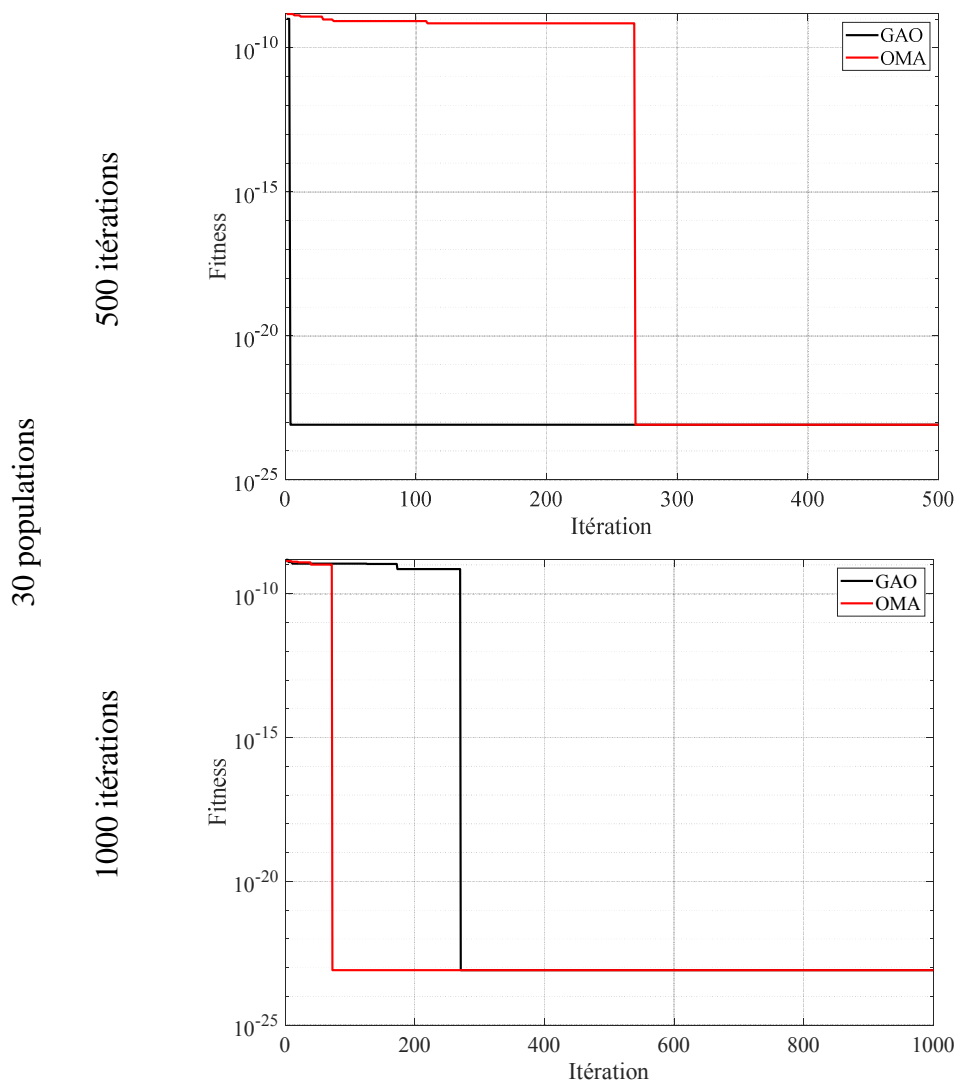 30 populations
500 itérations
Fitness
10-10
10-15
10-20
10-25
GAO
OMA
0 100 200 300 400 500
Itération
1000 itérations
Fitness
10-10
10-15
10-20
10-25
GAO
OMA
0 200 400 600 800 1000
Itération